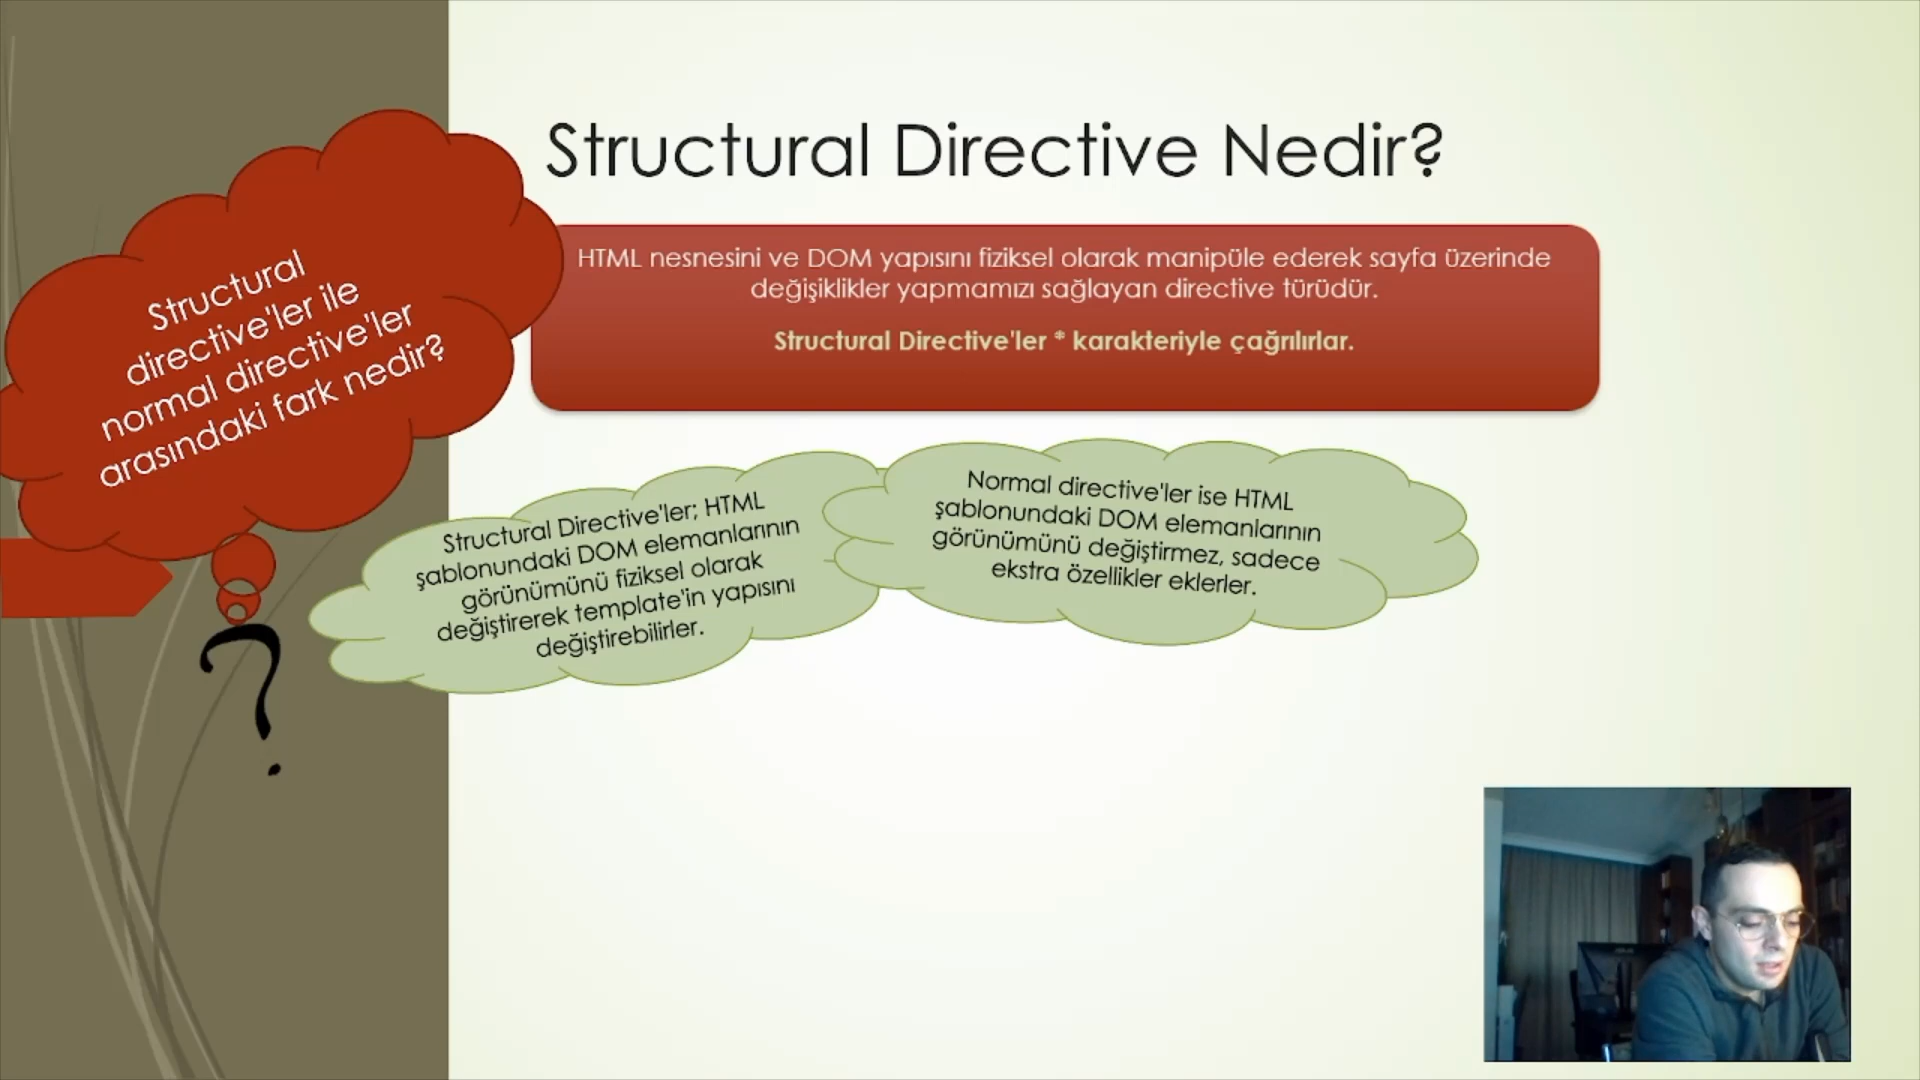 Structural Directive Nedir?
HTML nesnesini ve DOM yapısını fiziksel olarak manipüle ederek sayfa üzerinde
değişiklikler yapmamızı sağlayan directive türüdür.
Structural Directive'ler * karakteriyle çağrılırlar.
Structural
directive'ler ile
normal directive'ler
arasındaki fark nedir?
?
Structural Directive'ler; HTML
şablonundaki DOM elemanlarının
görünümünü fiziksel olarak
değiştirerek template'in yapısını
değiştirebilirler.
Normal directive'ler ise HTML
şablonundaki DOM elemanlarının
görünümünü değiştirmez, sadece
ekstra özellikler eklerler.